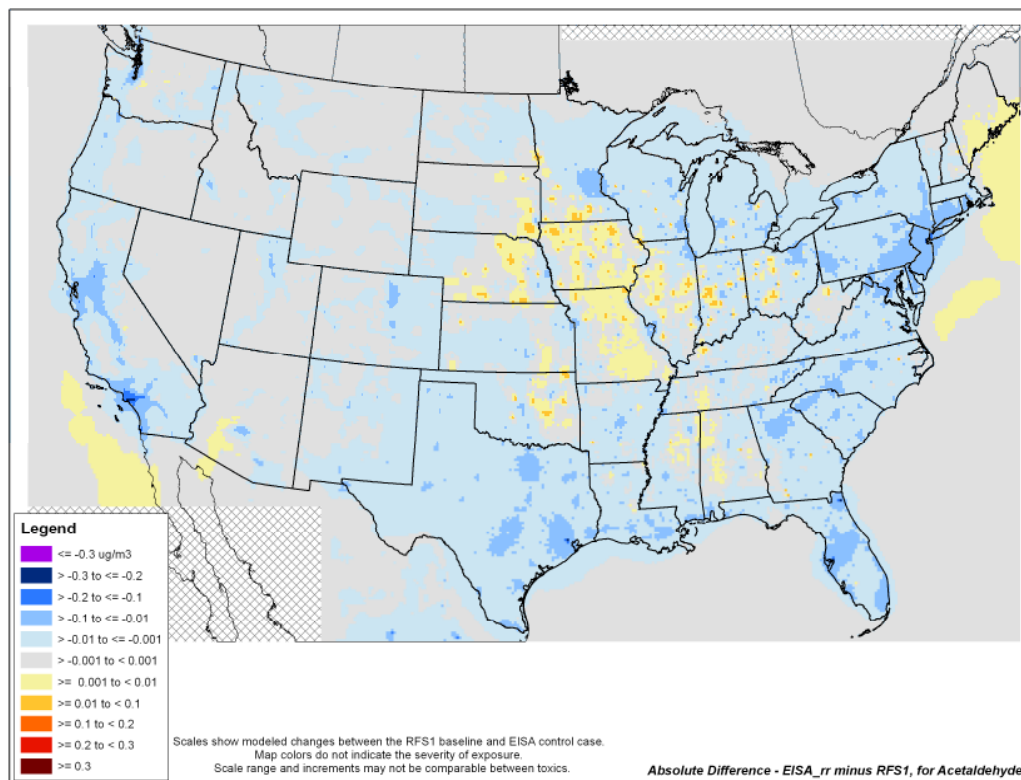 Legend
<= -0.3 ug/m3
> -0.3 to <= -0.2
> -0.2 to <= -0.1
> -0.1 to <= -0.01
> -0.01 to <= -0.001
> -0.001 to < 0.001
>= 0.001 to < 0.01
>= 0.01 to < 0.1
>= 0.1 to < 0.2
>= 0.2 to < 0.3
>= 0.3
Scales show modeled changes between the RFS1 baseline and EISA control case.
Map colors do not indicate the severity of exposure.
Scale range and increments may not be comparable between toxics.
Absolute Difference - EISA_rr minus RFS1, for Acetaldehyde